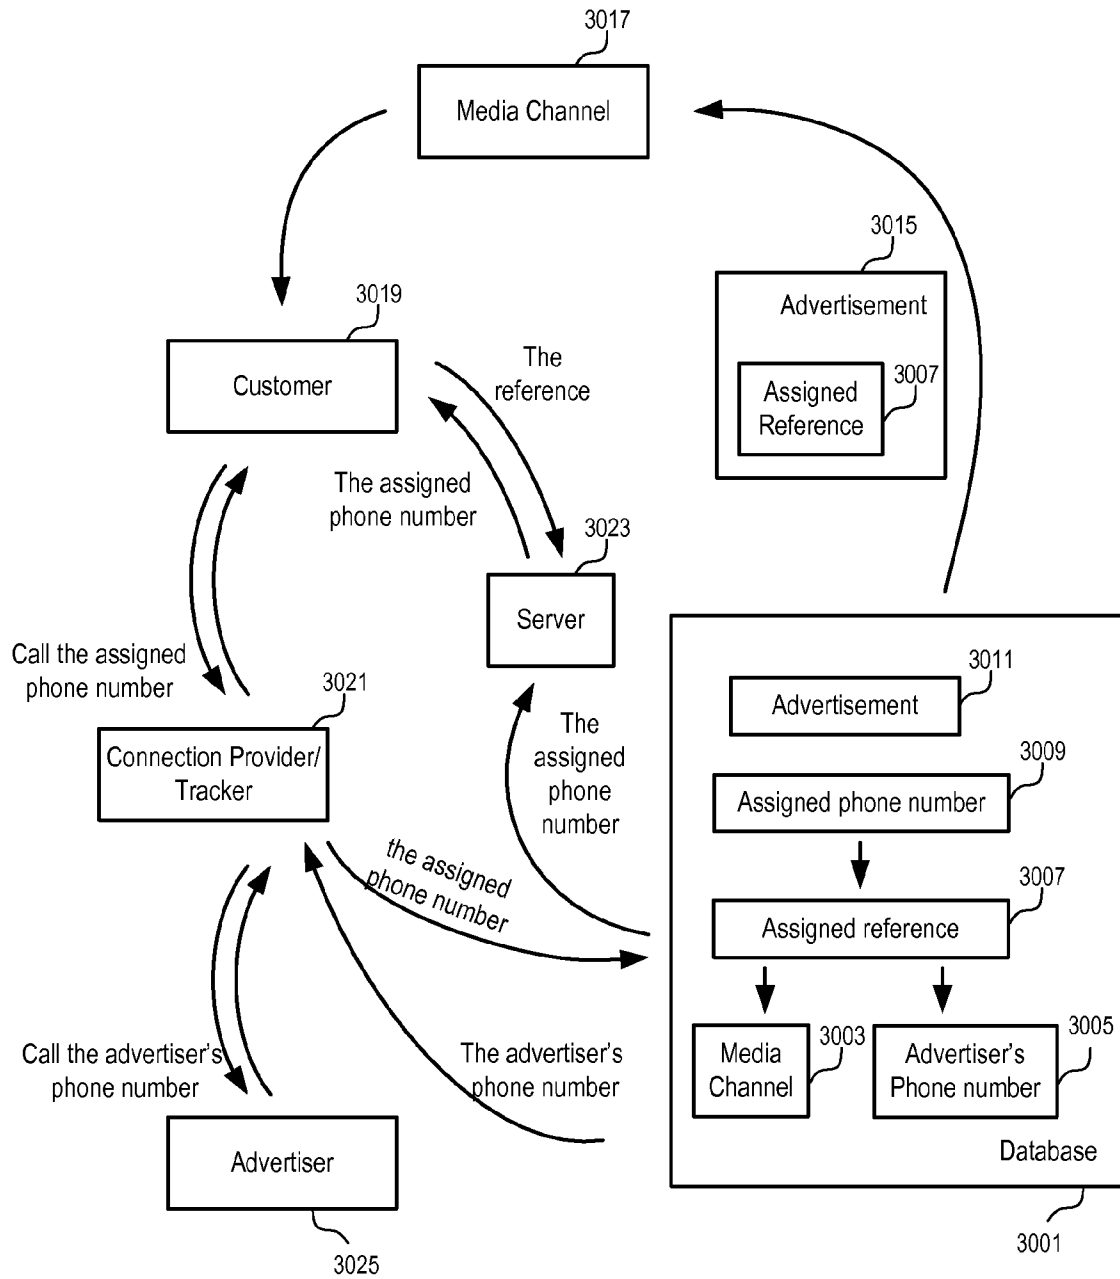 3017
Media Channel
3015
Advertisement
3007
Assigned
Reference
3019
Customer
The
reference
The assigned
phone number
3023
Server
Call the assigned
phone number
3021
Connection Provider/
Tracker
The
assigned
phone
number
the assigned
phone number
3011
Advertisement
3009
Assigned phone number
3007
Assigned reference
3003
Media
Channel
3005
Advertiser's
Phone number
Database
3001
Call the advertiser's
phone number
The advertiser's
phone number
Advertiser
3025